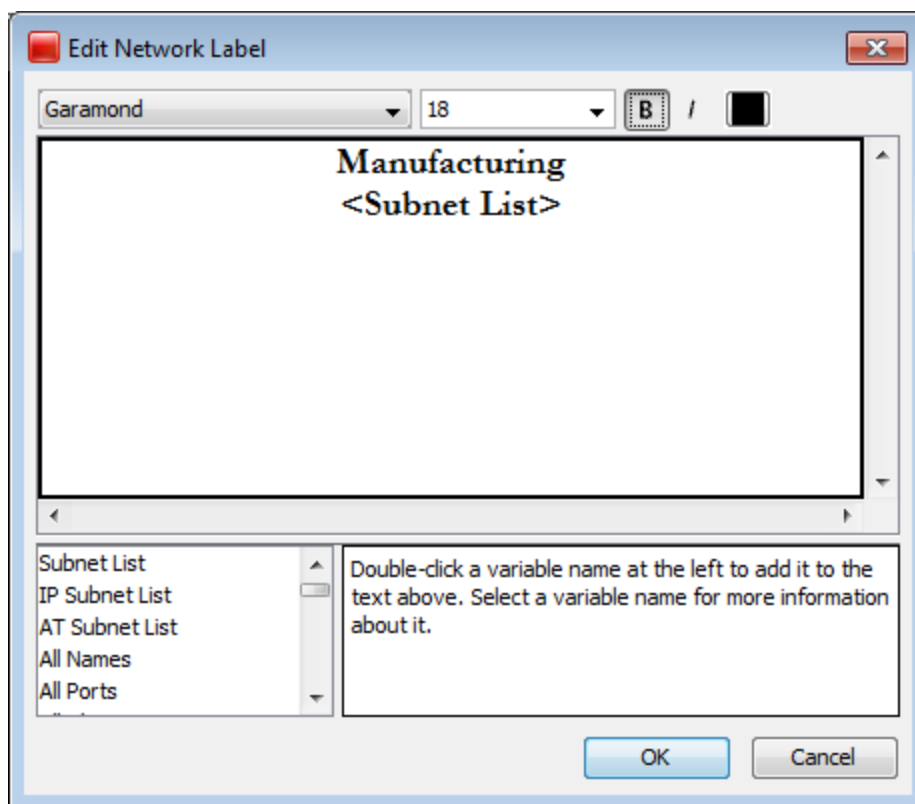 Edit Network Label
Garamond 18 B I
Manufacturing
<Subnet List>
Subnet List
IP Subnet List
AT Subnet List
All Names
All Ports
Double-click a variable name at the left to add it to the
text above. Select a variable name for more information
about it.
OK Cancel